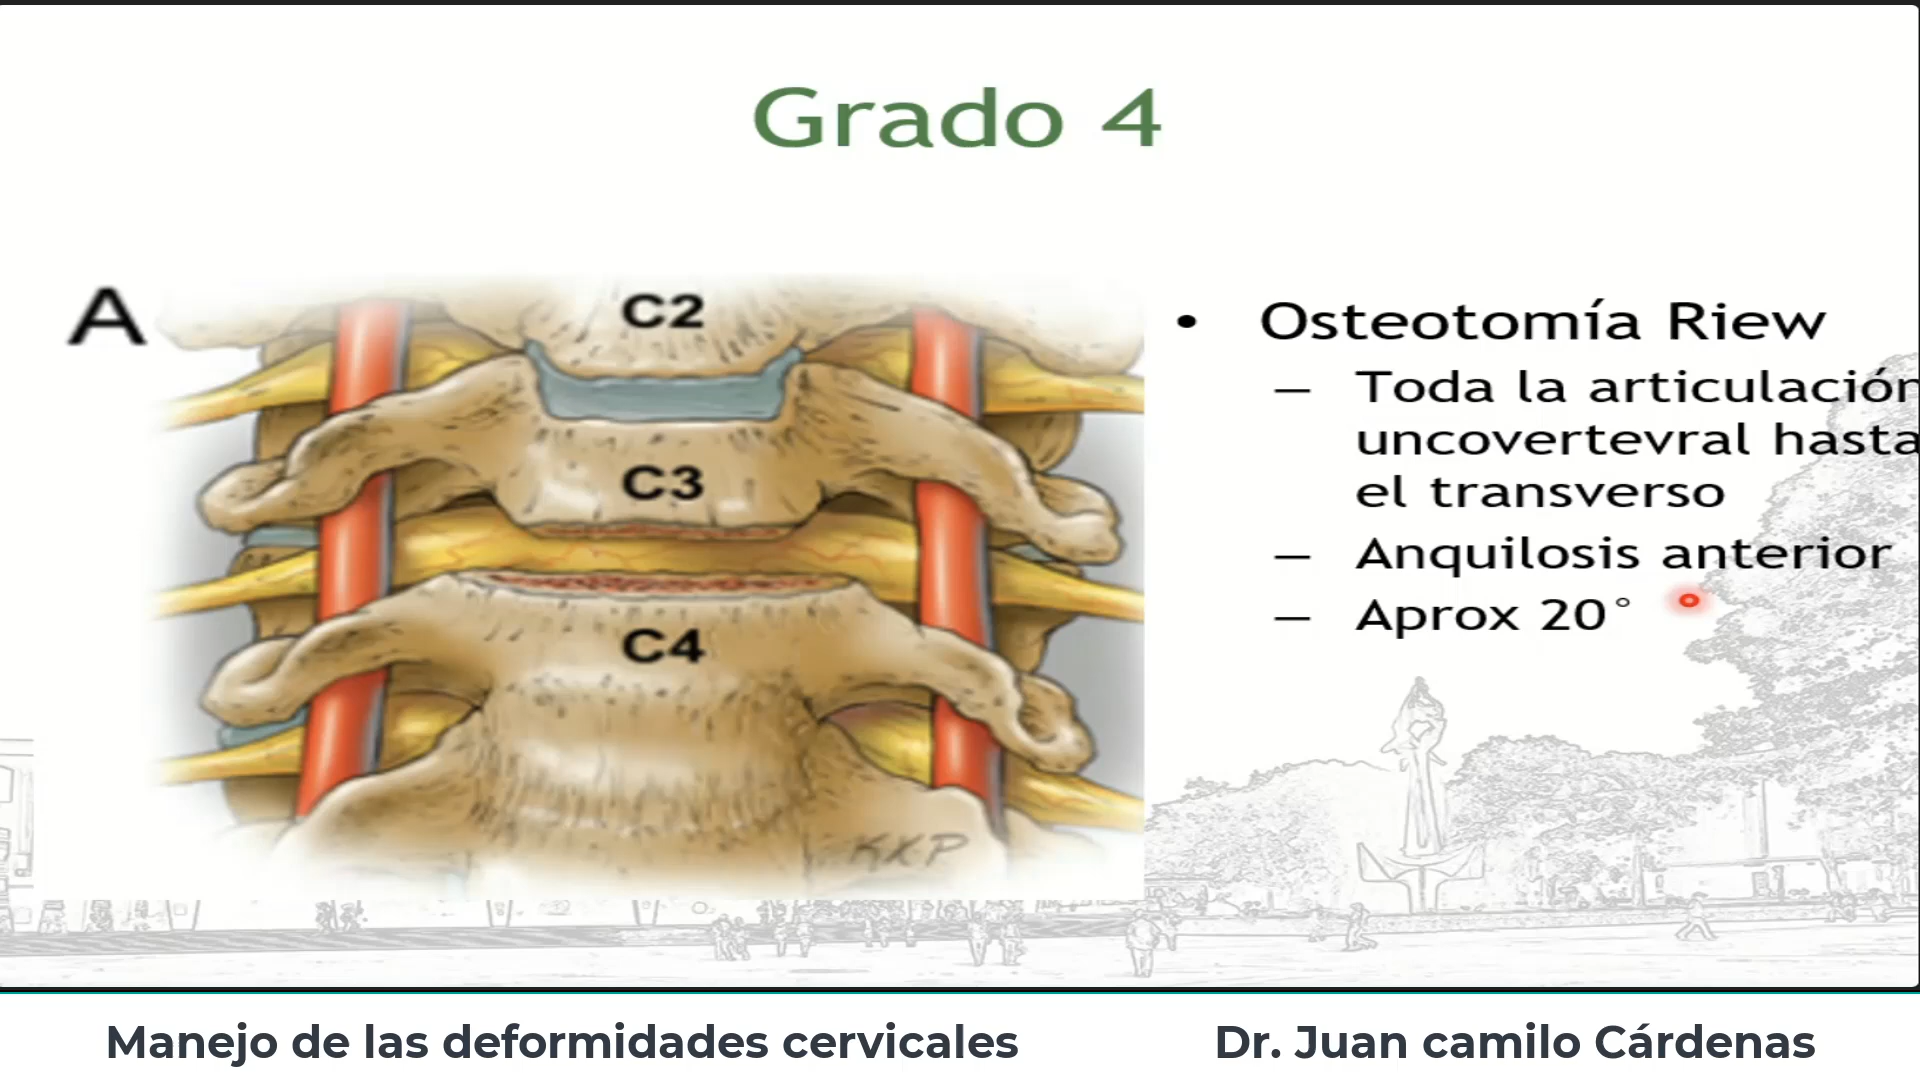 Grado 4
A
C2
C3
C4
KKP
• Osteotomía Riew
– Toda la articulación
uncovertevral hasta
el transverso
– Anquilosis anterior
– Aprox 20°
Manejo de las deformidades cervicales
Dr. Juan camilo Cárdenas